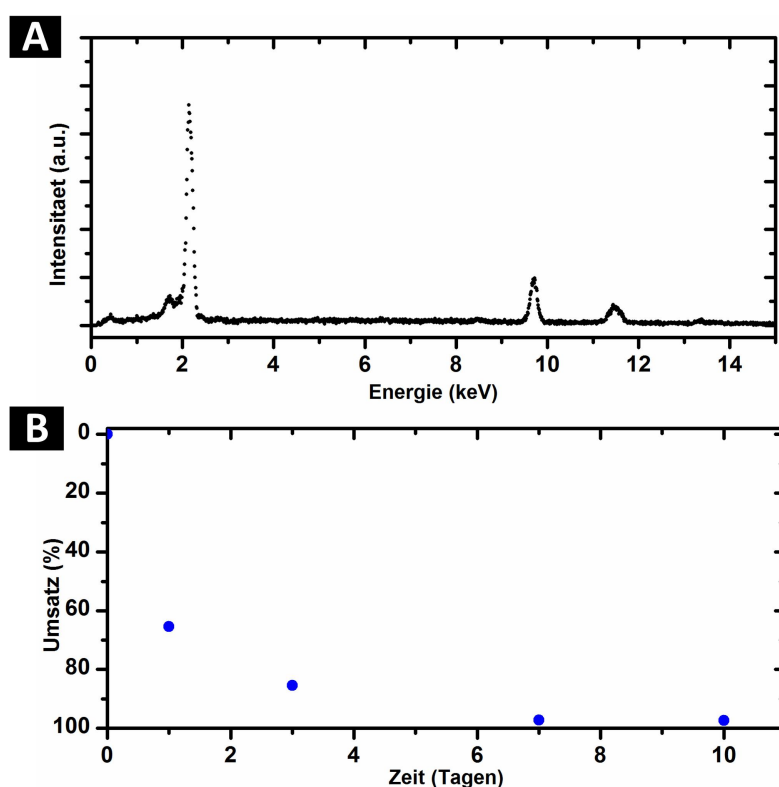 A
Intensitaet (a.u.)
0 2 4 6 8 10 12 14
Energie (keV)
B
0
20
40
60
80
100
Umsatz (%)
0 2 4 6 8 10
Zeit (Tagen)